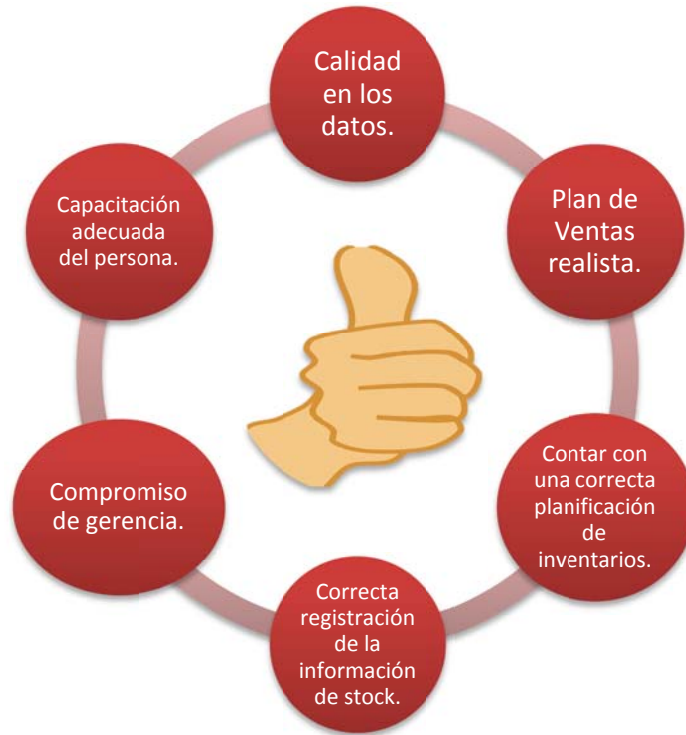 Calidad
en los
datos.
Plan de
Ventas
realista.
Contar con
una correcta
planificación
de
inventarios.
Correcta
registración
de la
información
de stock.
Compromiso
de gerencia.
Capacitación
adecuada
del persona.